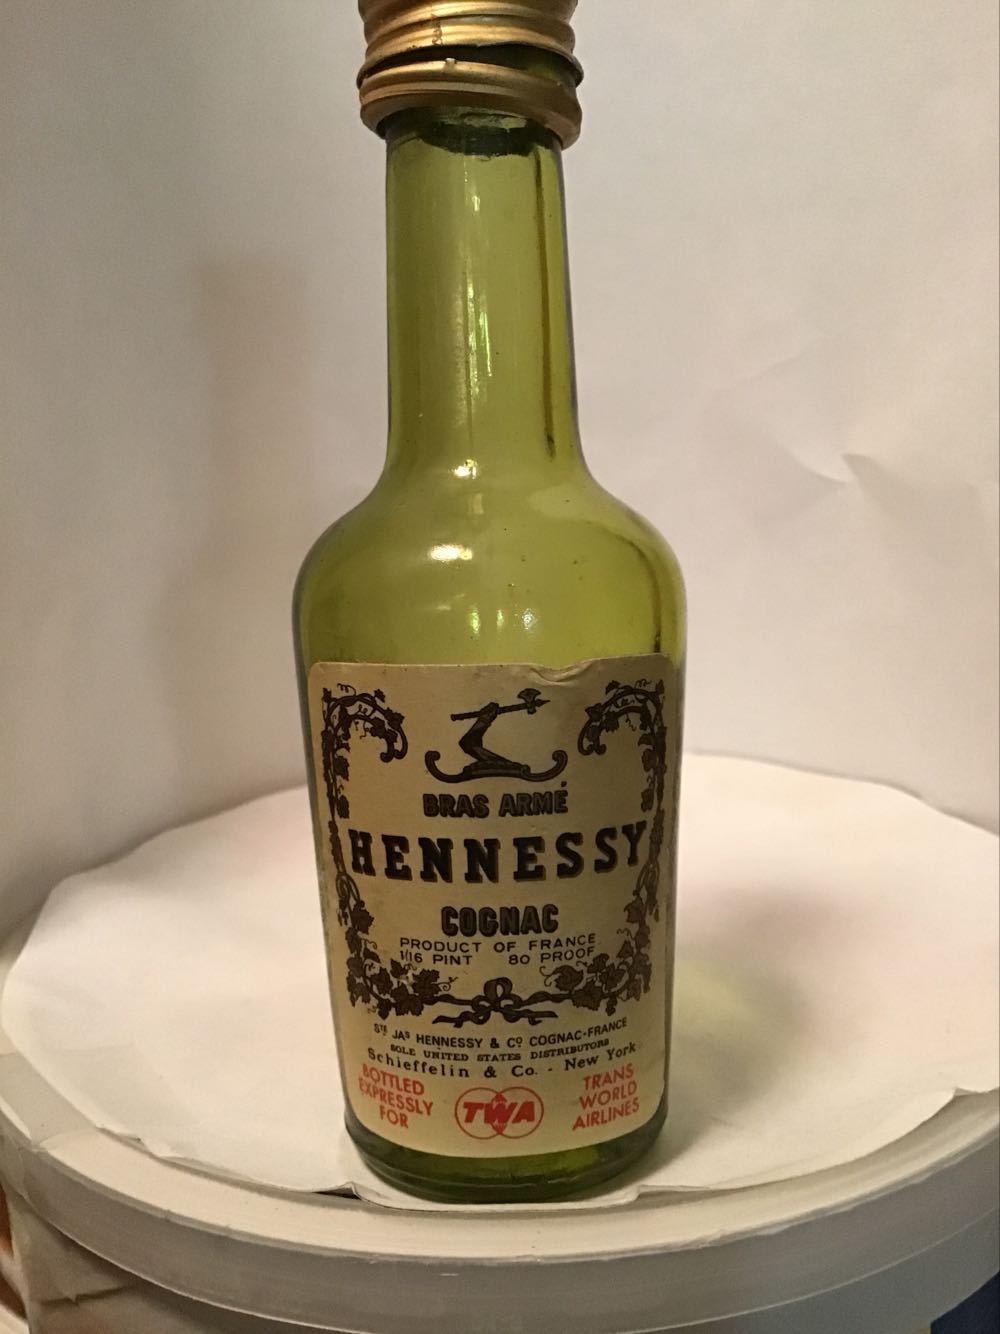 BRAS ARMÉ
HENNESSY
COGNAC
PRODUCT OF FRANCE
1/16 PINT 80 PROOF
STÉ JAS HENNESSY & CO COGNAC-FRANCE
SOLE UNITED STATES DISTRIBUTORS
Schieffelin & Co. - New York
BOTTLED
EXPRESSLY
FOR
TWA
TRANS
WORLD
AIRLINES